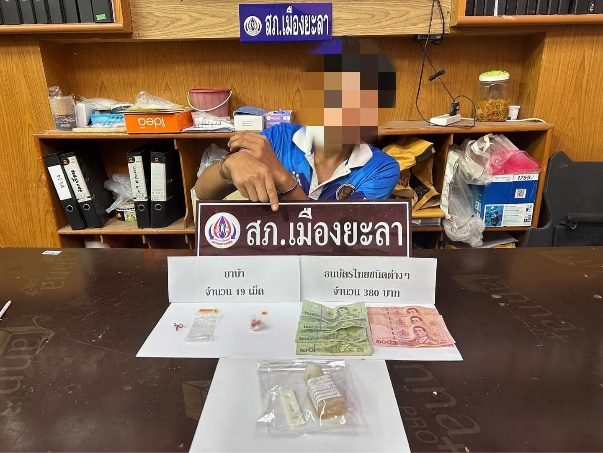 สภ.เมืองยะลา
idea
1759
สภ.เมืองยะลา
ยาบ้า
จำนวน 19 เม็ด
ธนบัตรไทยชนิดต่างๆ
จำนวน 380 บาท
100